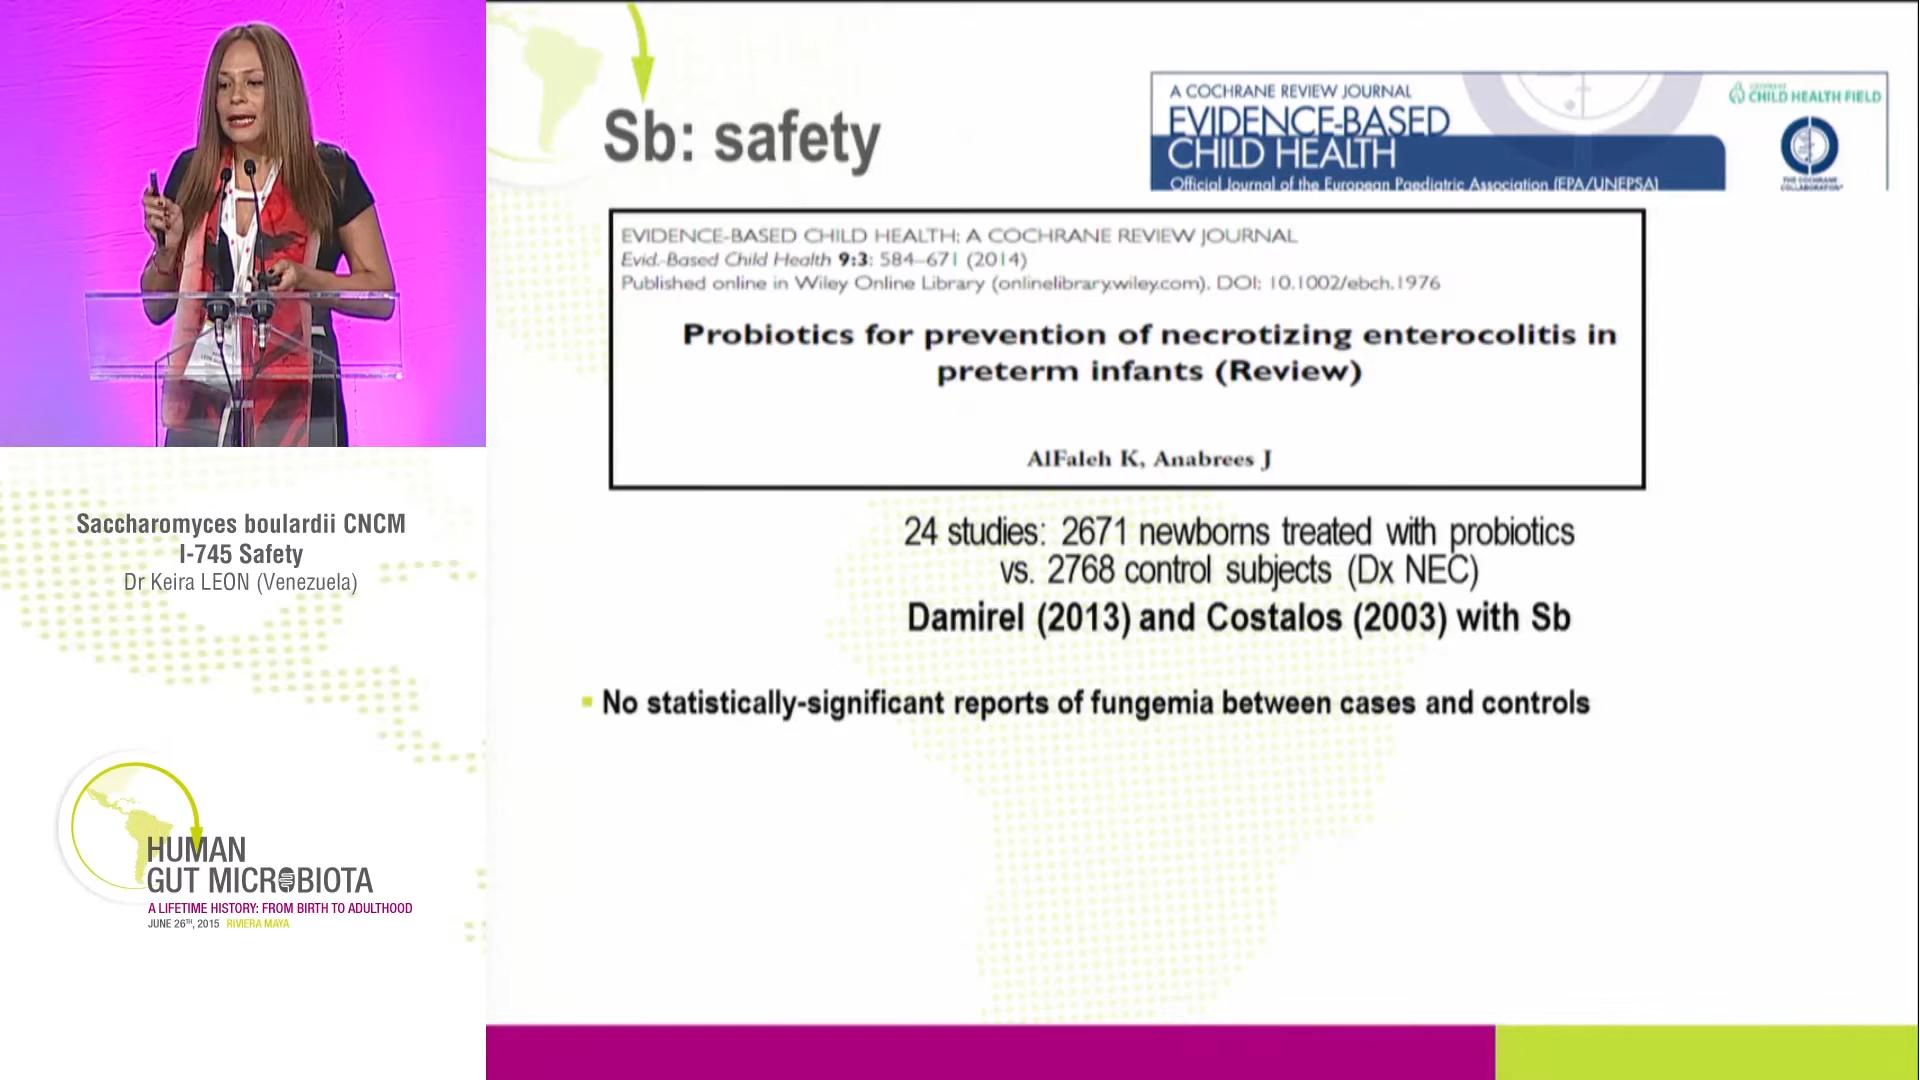 Sb: safety
A COCHRANE REVIEW JOURNAL
EVIDENCE-BASED
CHILD HEALTH
Official Journal of the European Paediatric Association (EPA/UNEPSA)
COCHRANE
CHILD HEALTH FIELD
THE COCHRANE
COLLABORATION®
EVIDENCE-BASED CHILD HEALTH: A COCHRANE REVIEW JOURNAL
Evid.-Based Child Health 9:3: 584–671 (2014)
Published online in Wiley Online Library (onlinelibrary.wiley.com). DOI: 10.1002/ebch.1976
Probiotics for prevention of necrotizing enterocolitis in
preterm infants (Review)
AlFaleh K, Anabrees J
24 studies: 2671 newborns treated with probiotics
vs. 2768 control subjects (Dx NEC)
Damirel (2013) and Costalos (2003) with Sb
No statistically-significant reports of fungemia between cases and controls
Saccharomyces boulardii CNCM
I-745 Safety
Dr Keira LEON (Venezuela)
HUMAN
GUT MICROBIOTA
A LIFETIME HISTORY: FROM BIRTH TO ADULTHOOD
JUNE 26TH, 2015 RIVIERA MAYA